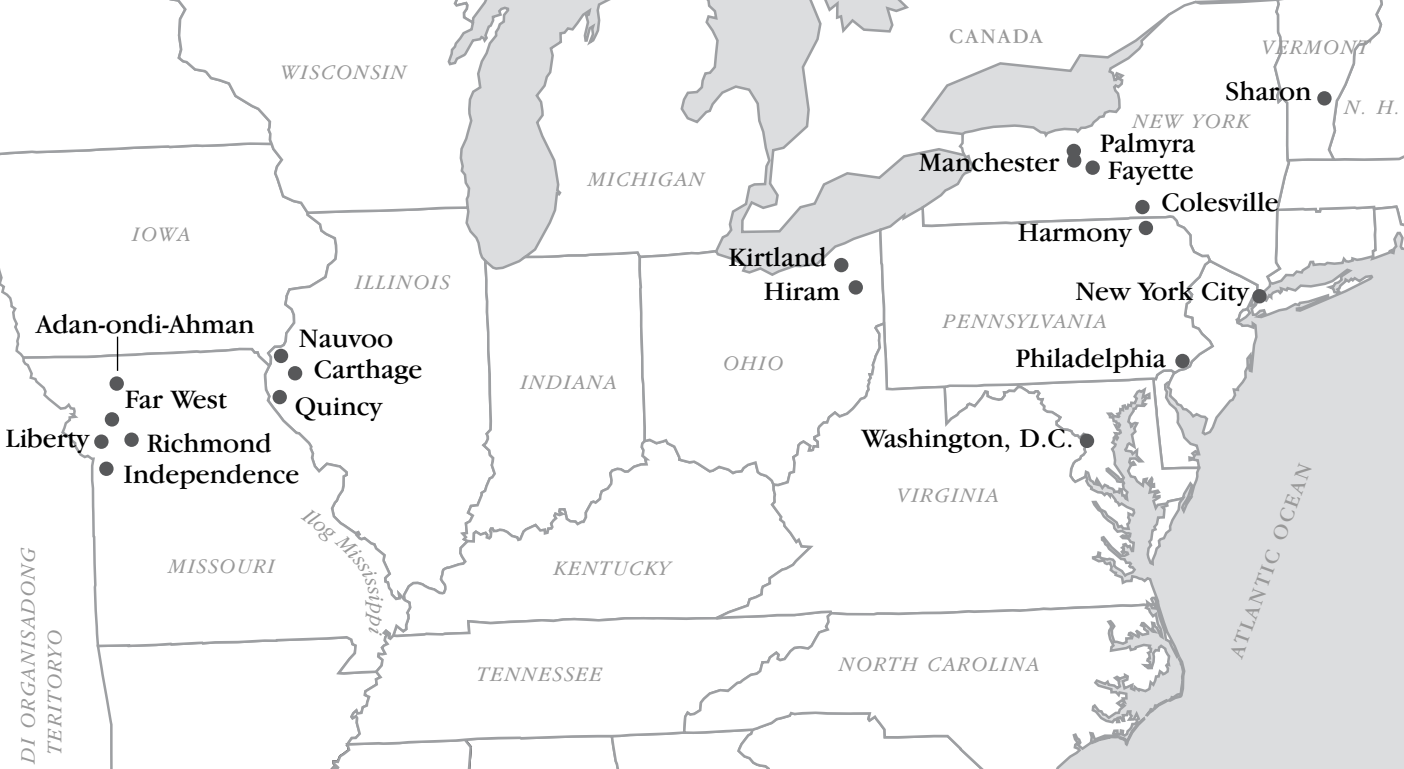 CANADA
VERMONT
WISCONSIN
Sharon
N. H.
NEW YORK
Palmyra
Manchester
Fayette
MICHIGAN
Colesville
IOWA
Harmony
Kirtland
ILLINOIS
Hiram
New York City
Adan-ondi-Ahman
PENNSYLVANIA
Nauvoo
Philadelphia
OHIO
Carthage
INDIANA
Far West
Quincy
Liberty
Richmond
Washington, D.C.
Independence
VIRGINIA
Ilog Mississippi
ATLANTIC OCEAN
MISSOURI
KENTUCKY
DI ORGANISADONG
TERITORYO
TENNESSEE
NORTH CAROLINA